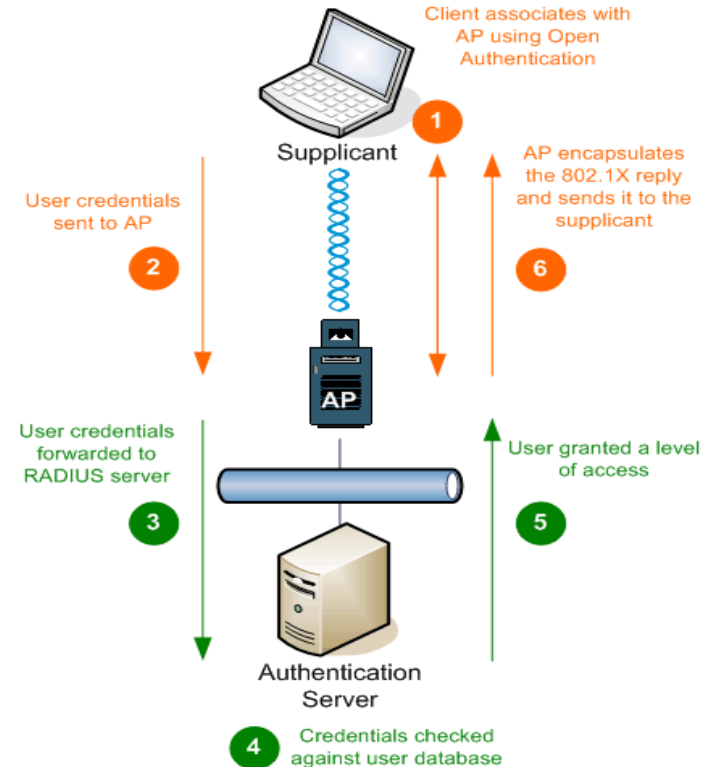 Client associates with
AP using Open
Authentication
1
Supplicant
AP encapsulates
the 802.1X reply
and sends it to the
supplicant
User credentials
sent to AP
2
6
AP
User credentials
forwarded to
RADIUS server
User granted a level
of access
3
5
Authentication
Server
4
Credentials checked
against user database